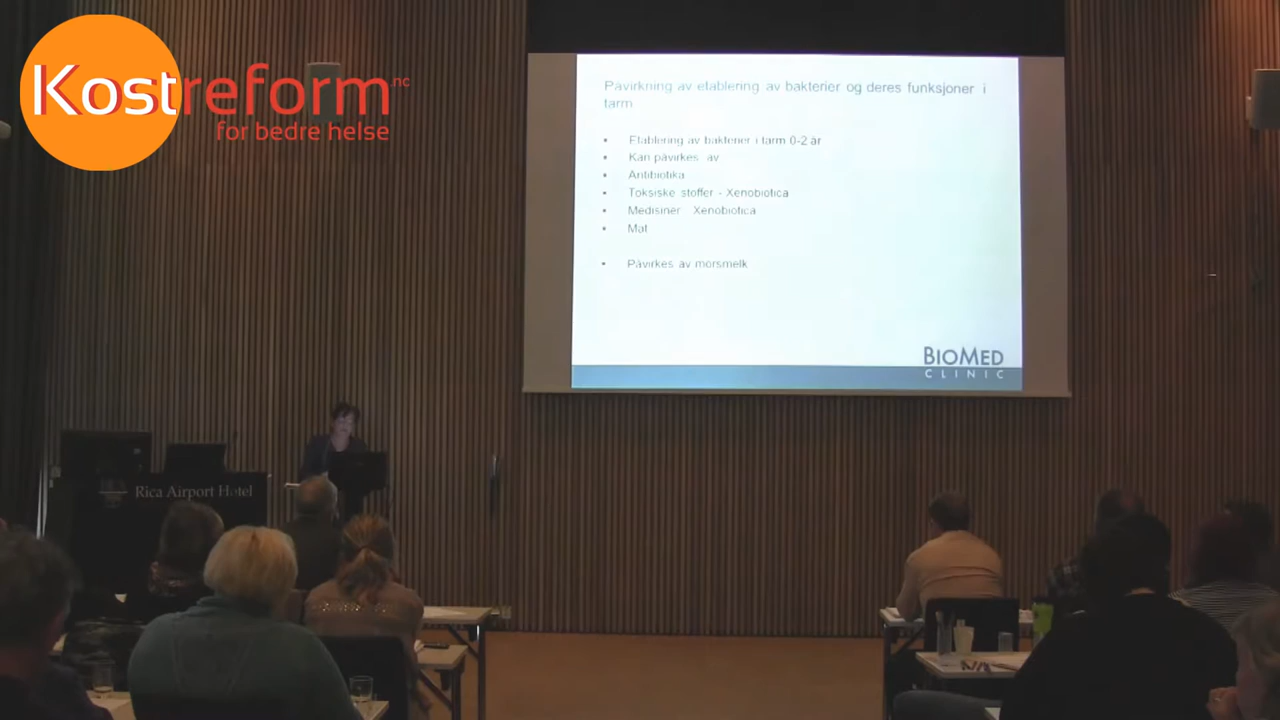 Kostreform nc
for bedre helse
Påvirkning av etablering av bakterier og deres funksjoner i
tarm
• Etablering av bakterier i tarm 0-2 år
• Kan påvirkes av
• Antibiotika
• Toksiske stoffer - Xenobiotica
• Medisiner Xenobiotica
• Mat
• Påvirkes av morsmelk
BIOMED
CLINIC
Rica Airport Hotel